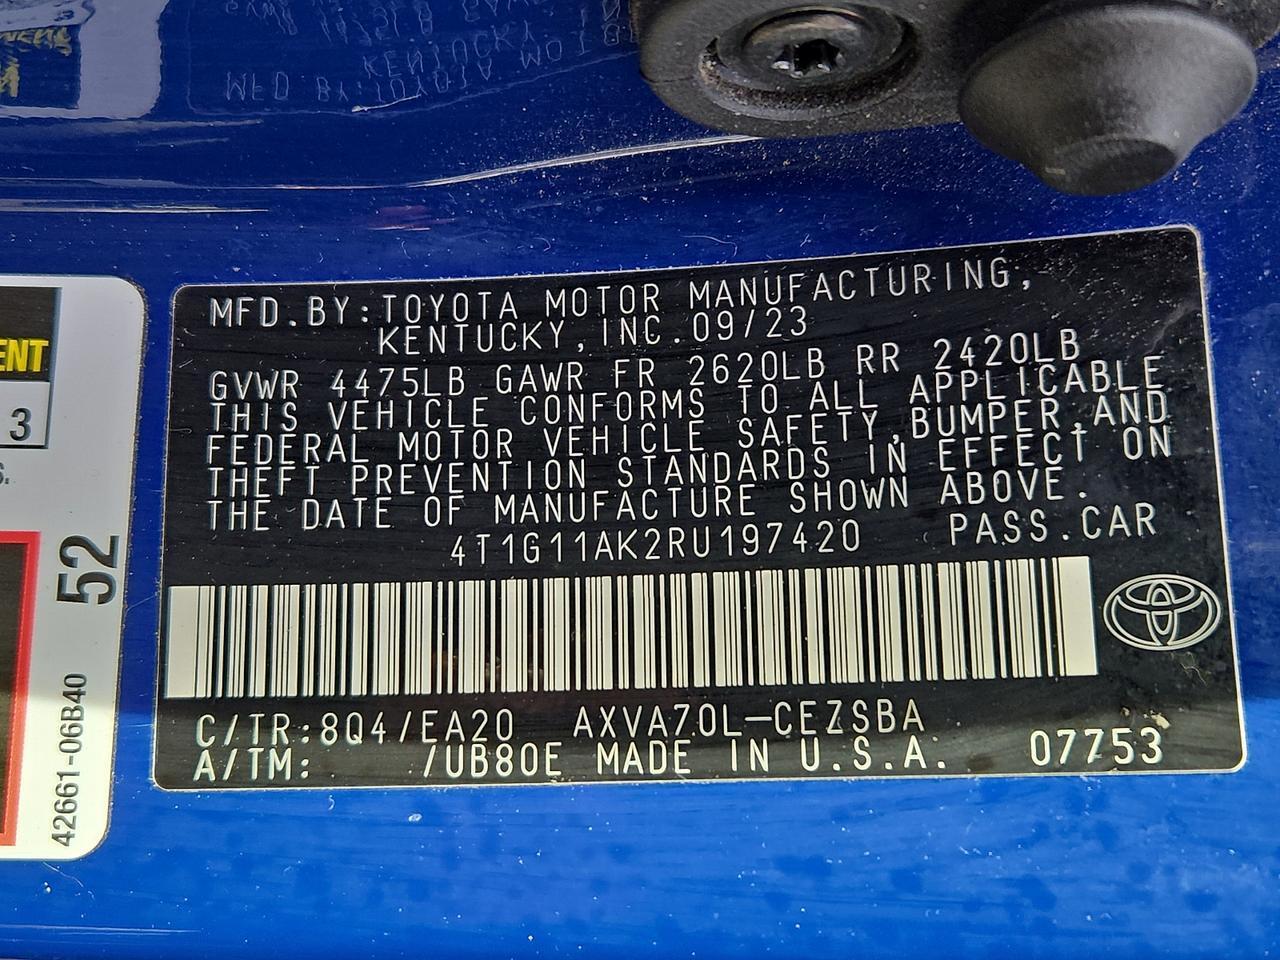 MFD.BY:TOYOTA MOTOR MANUFACTURING,
KENTUCKY,INC.09/23
GVWR 4475LB GAWR FR 2620LB RR 2420LB
THIS VEHICLE CONFORMS TO ALL APPLICABLE
FEDERAL MOTOR VEHICLE SAFETY,BUMPER,AND
THEFT PREVENTION STANDARDS IN EFFECT ON
THE DATE OF MANUFACTURE SHOWN ABOVE.
4T1G11AK2RU197420 PASS.CAR
C/TR:8Q4/EA20 AXVA70L-CEZSBA
A/TM: /UB80E MADE IN U.S.A. 07753
ENT
3
S.
52
42661-06B40